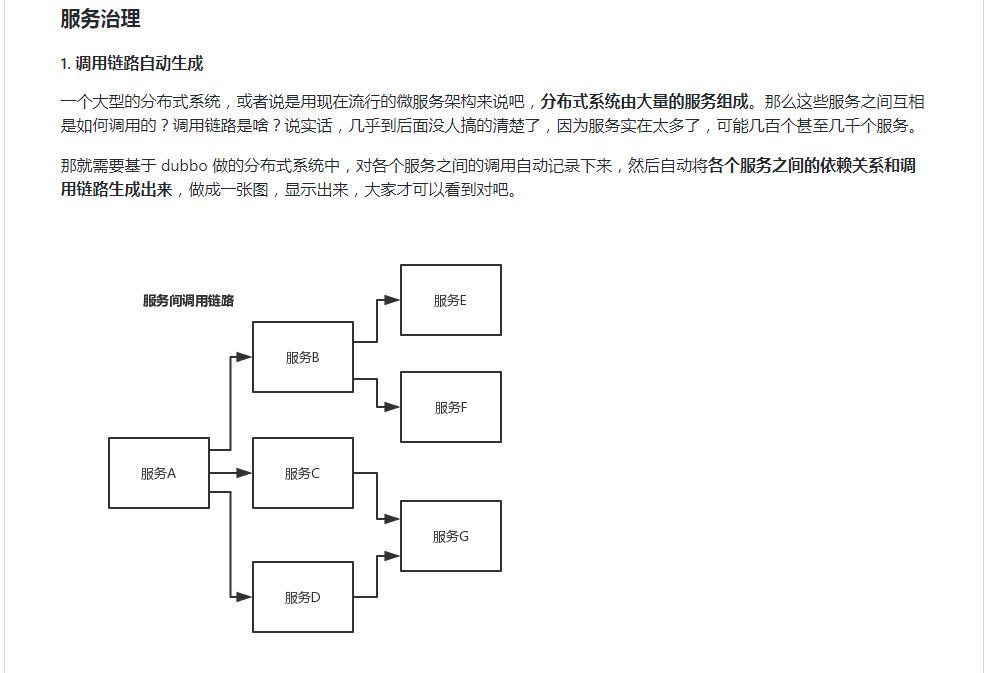 服务治理
1. 调用链路自动生成
一个大型的分布式系统，或者说是用现在流行的微服务架构来说吧，分布式系统由大量的服务组成。那么这些服务之间互相
是如何调用的？调用链路是啥？说实话，几乎到后面没人搞的清楚了，因为服务实在太多了，可能几百个甚至几千个服务。
那就需要基于 dubbo 做的分布式系统中，对各个服务之间的调用自动记录下来，然后自动将各个服务之间的依赖关系和调
用链路生成出来，做成一张图，显示出来，大家才可以看到对吧。
服务间调用链路
服务E
服务B
服务F
服务A
服务C
服务G
服务D